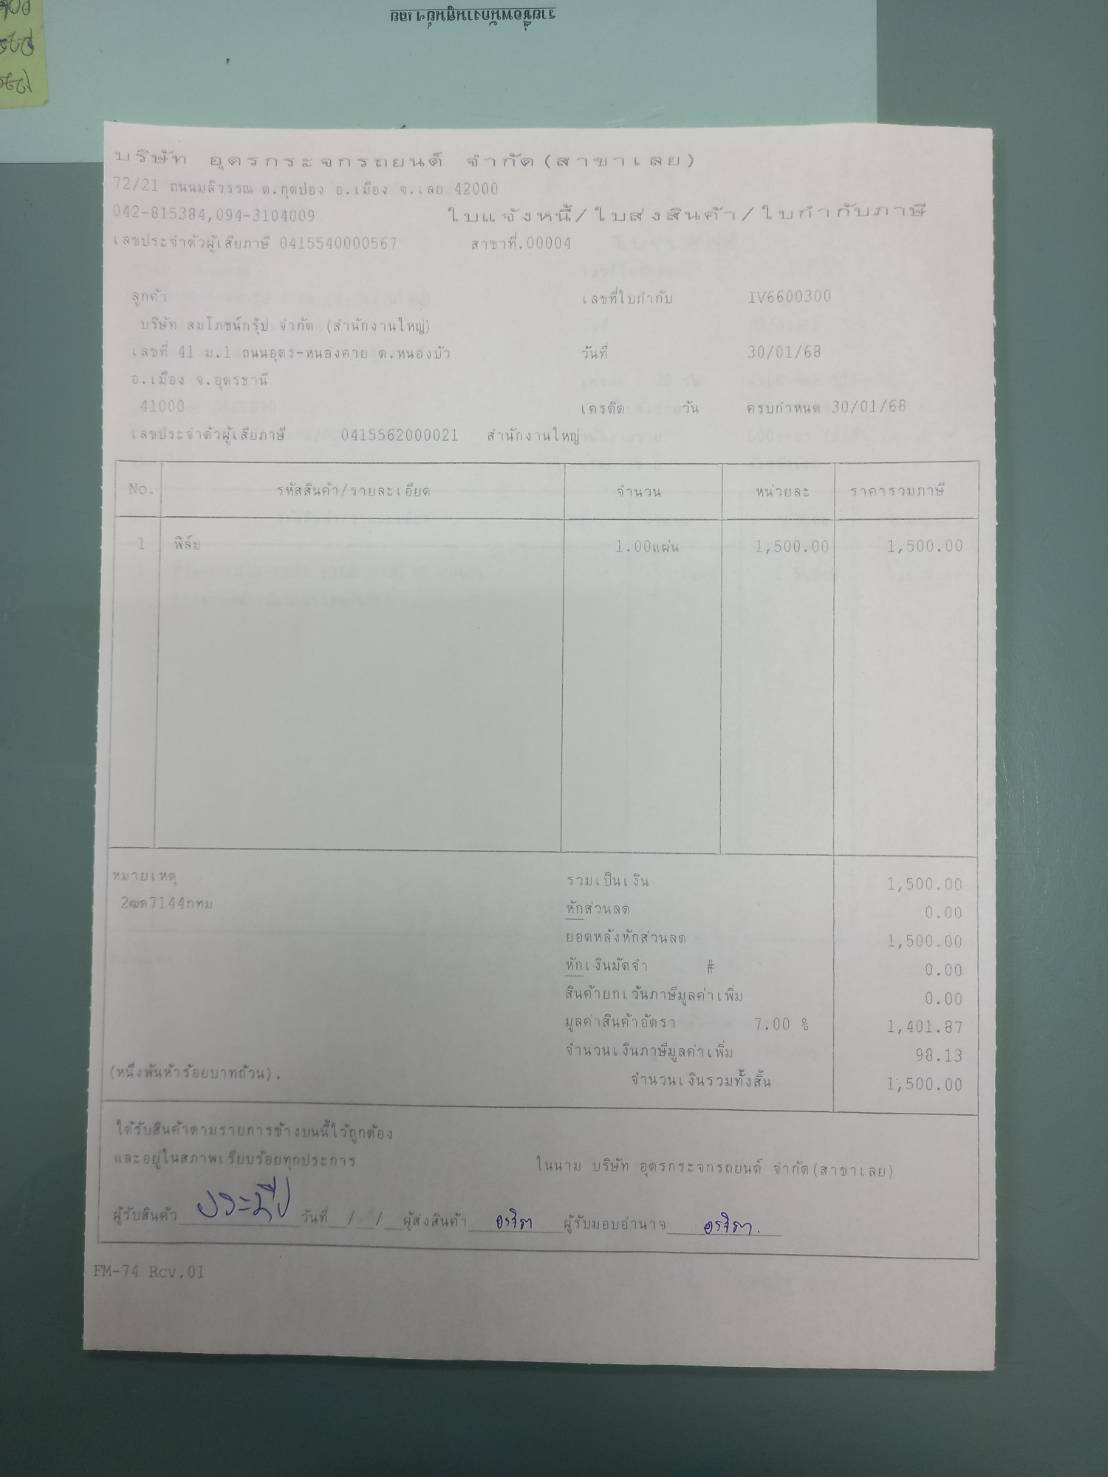 รายชื่อพนักงานศูนย์ฯ เลย
บริษัท อุดรกระจกรถยนต์ จำกัด(สาขาเลย)
72/21 ถนนมลิวรรณ ต.กุดป่อง อ.เมือง จ.เลย 42000
042-815384,094-3104009 ใบแจ้งหนี้/ใบส่งสินค้า/ใบกำกับภาษี
เลขประจำตัวผู้เสียภาษี 0415540000567 สาขาที่.00004
ลูกค้า เลขที่ใบกำกับ IV6600300
บริษัท สมโภชน์กรุ๊ป จำกัด (สำนักงานใหญ่)
เลขที่ 41 ม.1 ถนนอุดร-หนองคาย ต.หนองบัว วันที่ 30/01/68
อ.เมือง จ.อุดรธานี
41000 เครดิต วัน ครบกำหนด 30/01/68
เลขประจำตัวผู้เสียภาษี 0415562000021 สำนักงานใหญ่
No. รหัสสินค้า/รายละเอียด จำนวน หน่วยละ ราคารวมภาษี
1 ฟิล์ม 1.00แผ่น 1,500.00 1,500.00
หมายเหตุ รวมเป็นเงิน 1,500.00
2ฒด7144กทม หักส่วนลด 0.00
ยอดหลังหักส่วนลด 1,500.00
หักเงินมัดจำ # 0.00
สินค้ายกเว้นภาษีมูลค่าเพิ่ม 0.00
มูลค่าสินค้าอัตรา 7.00 % 1,401.87
จำนวนเงินภาษีมูลค่าเพิ่ม 98.13
(หนึ่งพันห้าร้อยบาทถ้วน). จำนวนเงินรวมทั้งสิ้น 1,500.00
ได้รับสินค้าตามรายการข้างบนนี้ไว้ถูกต้อง
และอยู่ในสภาพเรียบร้อยทุกประการ ในนาม บริษัท อุดรกระจกรถยนต์ จำกัด(สาขาเลย)
ผู้รับสินค้า ประทีป วันที่ / / ผู้ส่งสินค้า อรจิรา ผู้รับมอบอำนาจ อรจิรา.
FM-74 Rev.01